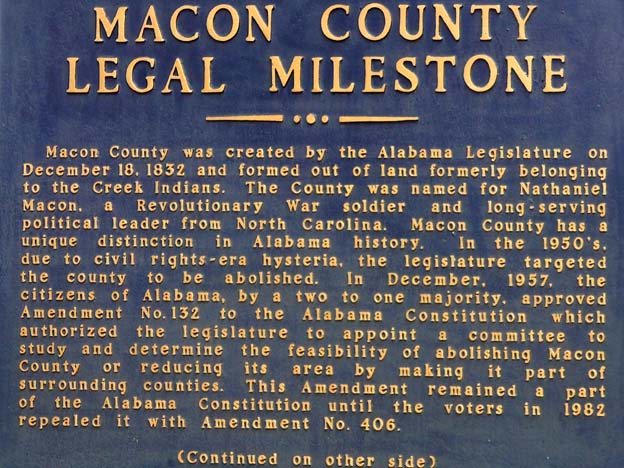 MACON COUNTY
LEGAL MILESTONE
Macon County was created by the Alabama Legislature on
December 18, 1832 and formed out of land formerly belonging
to the Creek Indians. The County was named for Nathaniel
Macon, a Revolutionary War soldier and long-serving
political leader from North Carolina. Macon County has a
unique distinction in Alabama history. In the 1950's,
due to civil rights-era hysteria, the legislature targeted
the county to be abolished. In December, 1957, the
citizens of Alabama, by a two to one majority, approved
Amendment No. 132 to the Alabama Constitution which
authorized the legislature to appoint a committee to
study and determine the feasibility of abolishing Macon
County or reducing its area by making it part of
surrounding counties. This Amendment remained a part
of the Alabama Constitution until the voters in 1982
repealed it with Amendment No. 406.
(Continued on other side)